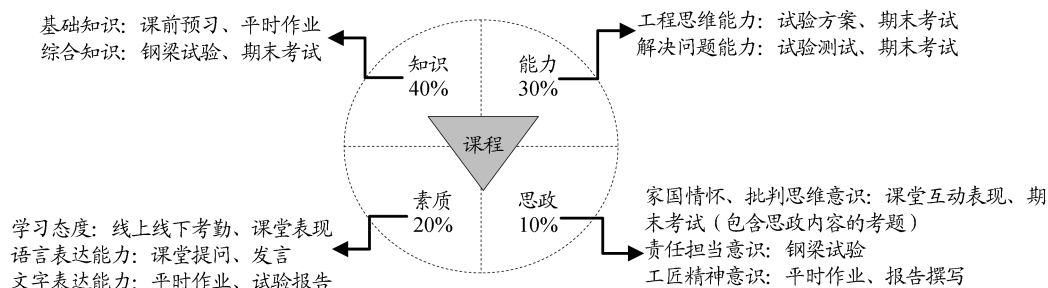 基础知识：课前预习、平时作业
综合知识：钢梁试验、期末考试
工程思维能力：试验方案、期末考试
解决问题能力：试验测试、期末考试
知识
40%
能力
30%
课程
素质
20%
思政
10%
学习态度：线上线下考勤、课堂表现
语言表达能力：课堂提问、发言
文字表达能力：平时作业、试验报告
家国情怀、批判思维意识：课堂互动表现、期
末考试（包含思政内容的考题）
责任担当意识：钢梁试验
工匠精神意识：平时作业、报告撰写